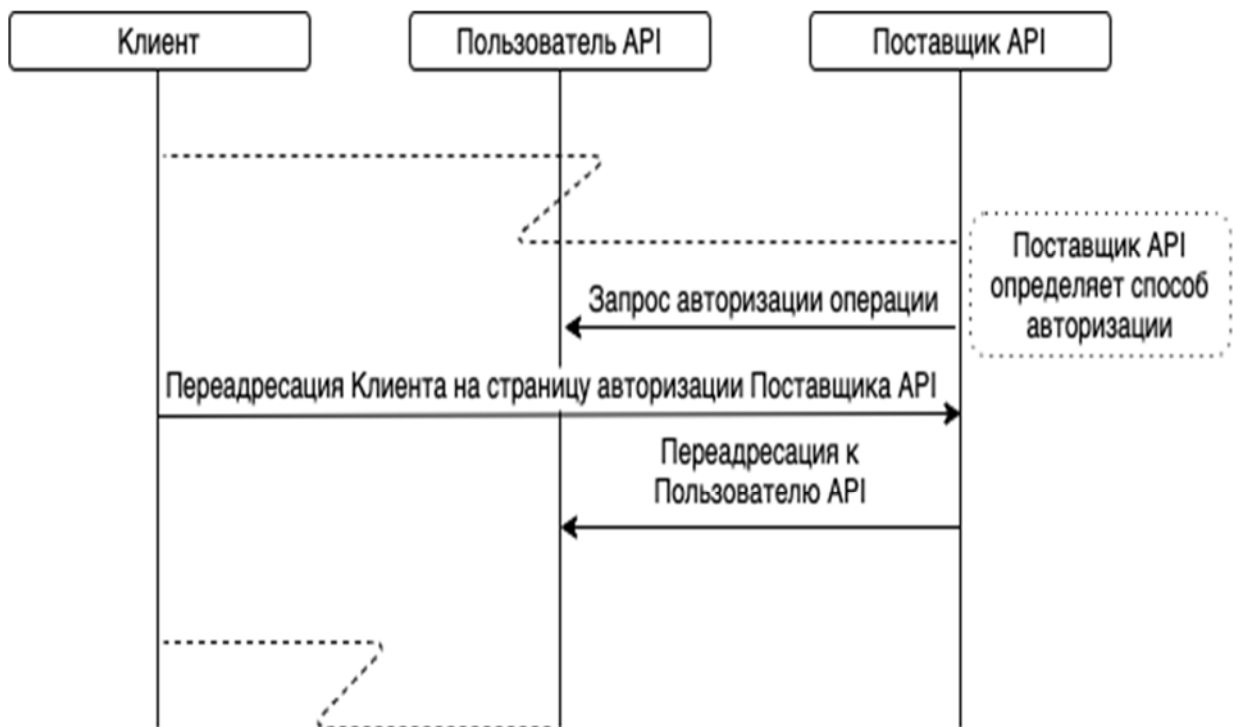 Клиент
Пользователь API
Поставщик API
Поставщик API
определяет способ
авторизации
Запрос авторизации операции
Переадресация Клиента на страницу авторизации Поставщика API
Переадресация к
Пользователю API